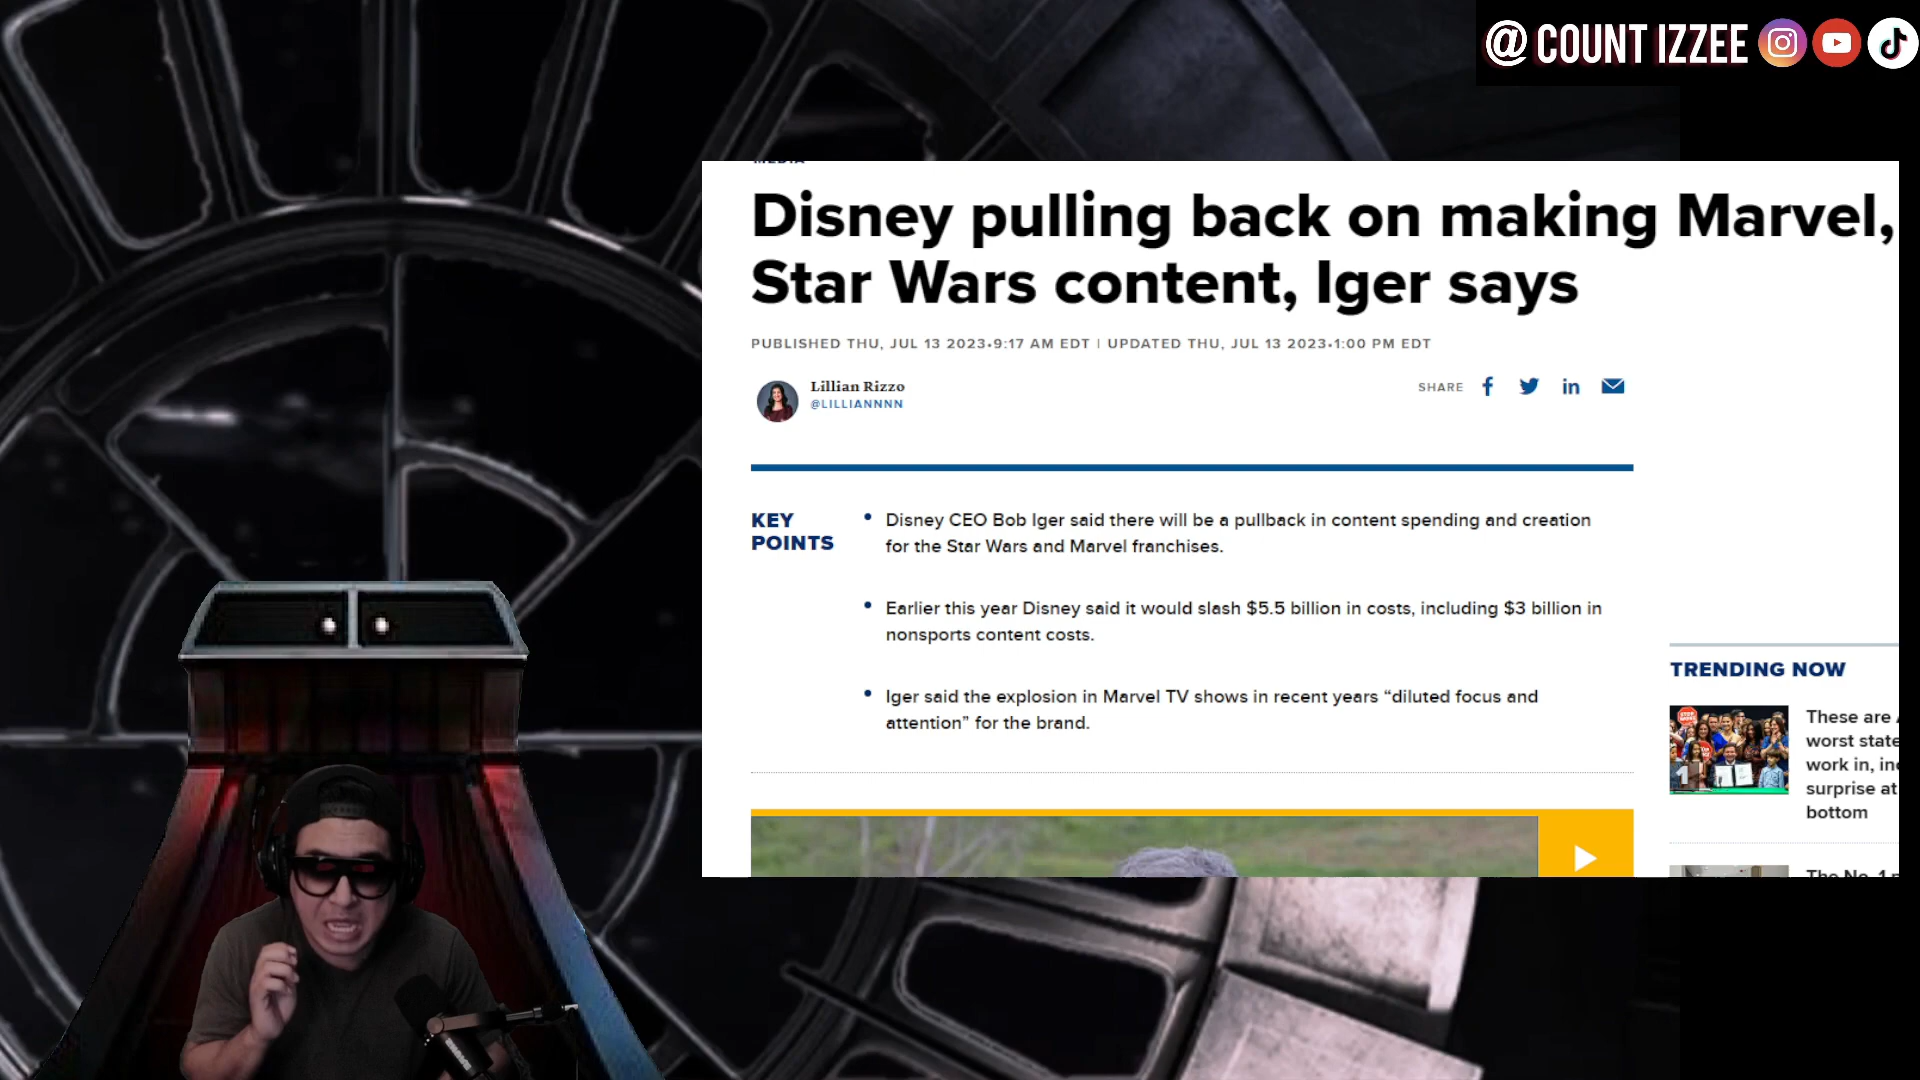 @ COUNT IZZEE
MEDIA
Disney pulling back on making Marvel,
Star Wars content, Iger says
PUBLISHED THU, JUL 13 2023•9:17 AM EDT | UPDATED THU, JUL 13 2023•1:00 PM EDT
Lillian Rizzo
@LILLIANNNN
SHARE
KEY
POINTS
• Disney CEO Bob Iger said there will be a pullback in content spending and creation
for the Star Wars and Marvel franchises.
• Earlier this year Disney said it would slash $5.5 billion in costs, including $3 billion in
nonsports content costs.
• Iger said the explosion in Marvel TV shows in recent years “diluted focus and
attention” for the brand.
TRENDING NOW
These are
worst state
work in, in
surprise at
bottom
The No. 1